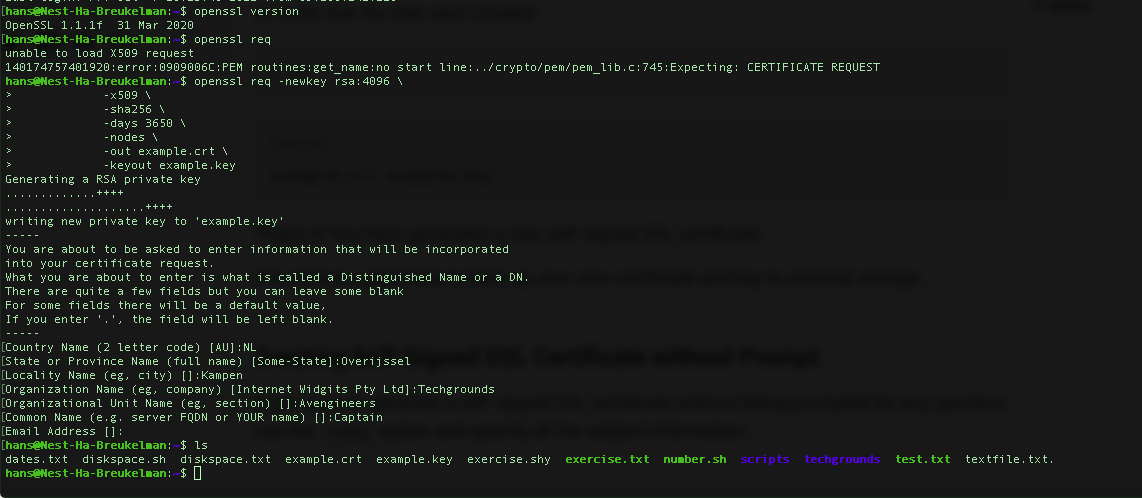 hans@Nest-Ha-Breukelman:~$ openssl version
OpenSSL 1.1.1f  31 Mar 2020
[hans@Nest-Ha-Breukelman:~$ openssl req
unable to load X509 request
140174757401920:error:0909006C:PEM routines:get_name:no start line:../crypto/pem/pem_lib.c:745:Expecting: CERTIFICATE REQUEST
hans@Nest-Ha-Breukelman:~$ openssl req -newkey rsa:4096 \
>             -x509 \
>             -sha256 \
>             -days 3650 \
>             -nodes \
>             -out example.crt \
>             -keyout example.key
Generating a RSA private key
.............++++
....................++++
writing new private key to 'example.key'
-----
You are about to be asked to enter information that will be incorporated
into your certificate request.
What you are about to enter is what is called a Distinguished Name or a DN.
There are quite a few fields but you can leave some blank
For some fields there will be a default value,
If you enter '.', the field will be left blank.
-----
[Country Name (2 letter code) [AU]:NL
[State or Province Name (full name) [Some-State]:Overijssel
[Locality Name (eg, city) []:Kampen
[Organization Name (eg, company) [Internet Widgits Pty Ltd]:Techgrounds
[Organizational Unit Name (eg, section) []:Avengineers
[Common Name (e.g. server FQDN or YOUR name) []:Captain
[Email Address []:
[hans@Nest-Ha-Breukelman:~$ ls
dates.txt  diskspace.sh  diskspace.txt  example.crt  example.key  exercise.shy  exercise.txt  number.sh  scripts  techgrounds  test.txt  textfile.txt.
hans@Nest-Ha-Breukelman:~$